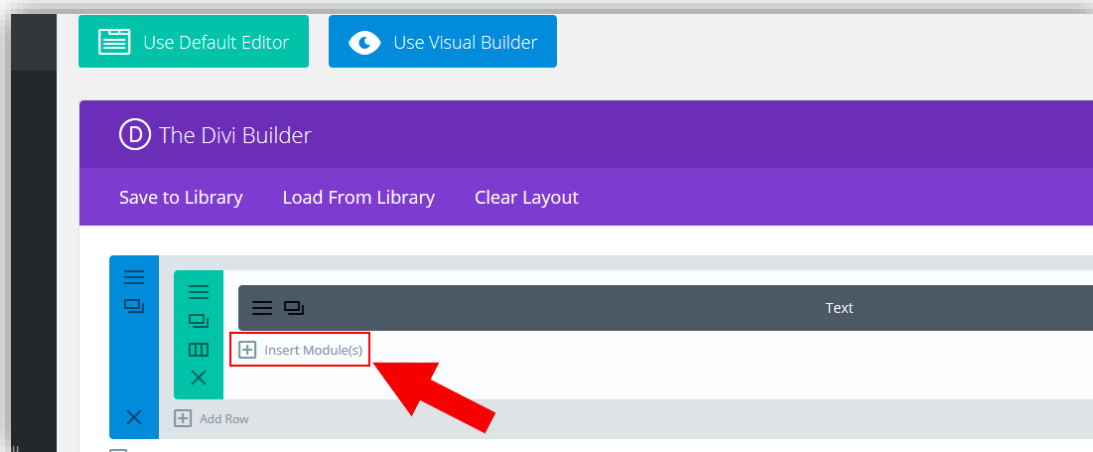 Use Default Editor
Use Visual Builder
D The Divi Builder
Save to Library
Load From Library
Clear Layout
Text
Insert Module(s)
Add Row